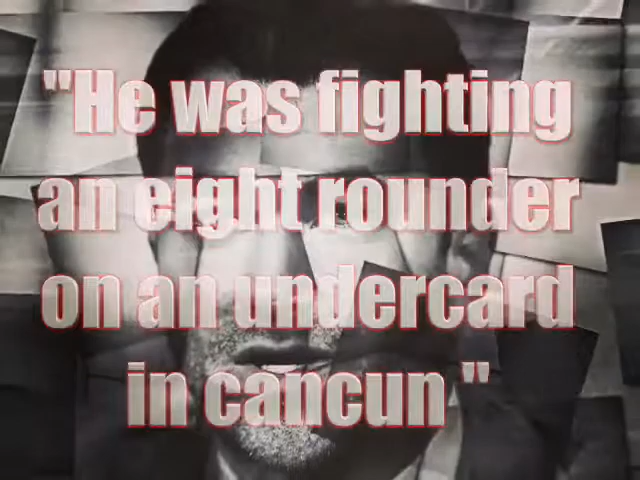 "He was fighting
an eight rounder
on an undercard
in cancun "